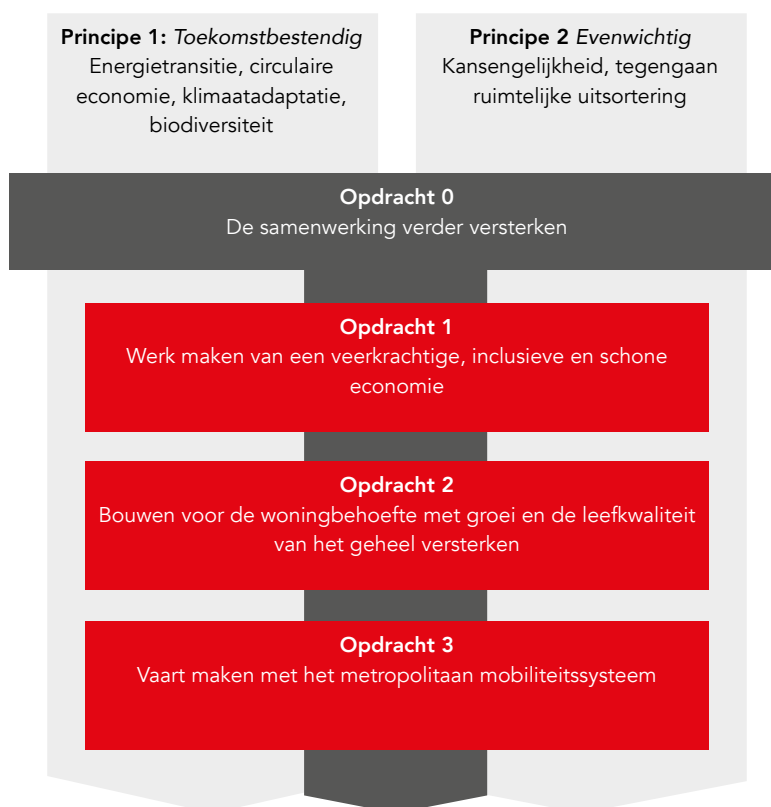 Principe 1: Toekomstbestendig
Energietransitie, circulaire
economie, klimaatadaptatie,
biodiversiteit
Principe 2 Evenwichtig
Kansengelijkheid, tegengaan
ruimtelijke uitsortering
Opdracht 0
De samenwerking verder versterken
Opdracht 1
Werk maken van een veerkrachtige, inclusieve en schone
economie
Opdracht 2
Bouwen voor de woningbehoefte met groei en de leefkwaliteit
van het geheel versterken
Opdracht 3
Vaart maken met het metropolitaan mobiliteitssysteem